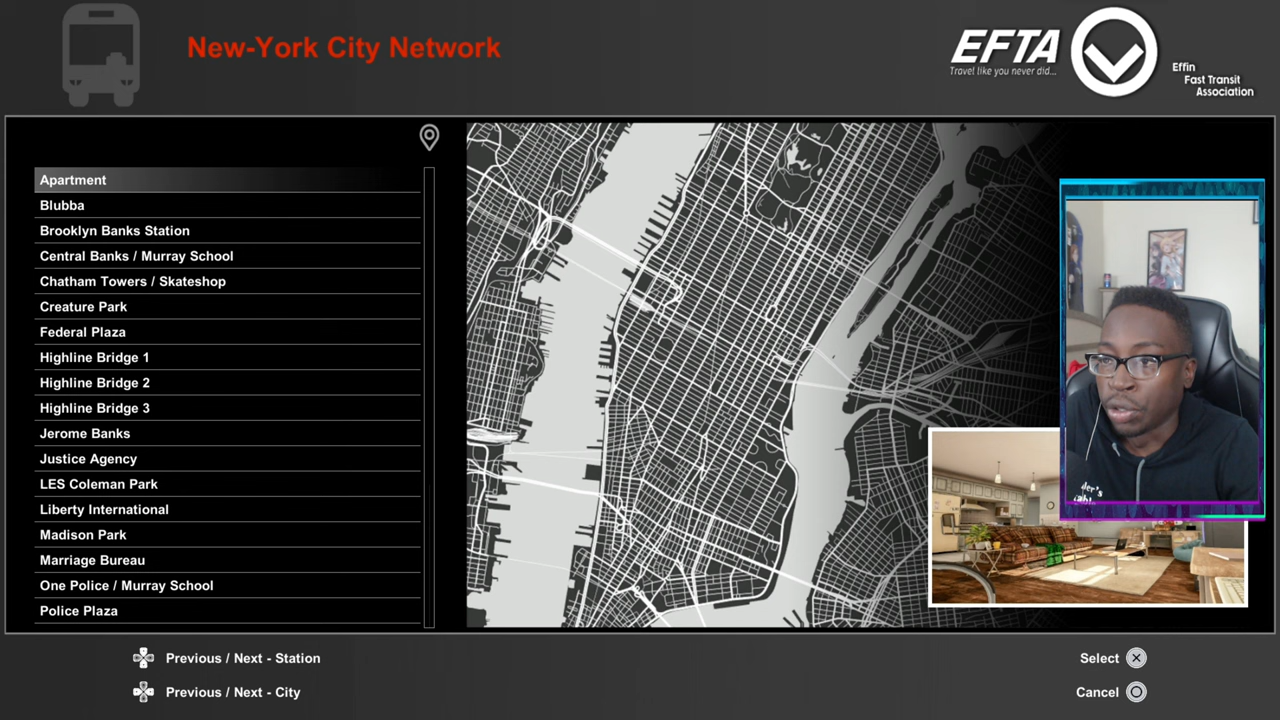 New-York City Network
EFTA
Travel like you never did...
Effin
Fast Transit
Association
Apartment
Blubba
Brooklyn Banks Station
Central Banks / Murray School
Chatham Towers / Skateshop
Creature Park
Federal Plaza
Highline Bridge 1
Highline Bridge 2
Highline Bridge 3
Jerome Banks
Justice Agency
LES Coleman Park
Liberty International
Madison Park
Marriage Bureau
One Police / Murray School
Police Plaza
Previous / Next - Station
Previous / Next - City
Select
Cancel